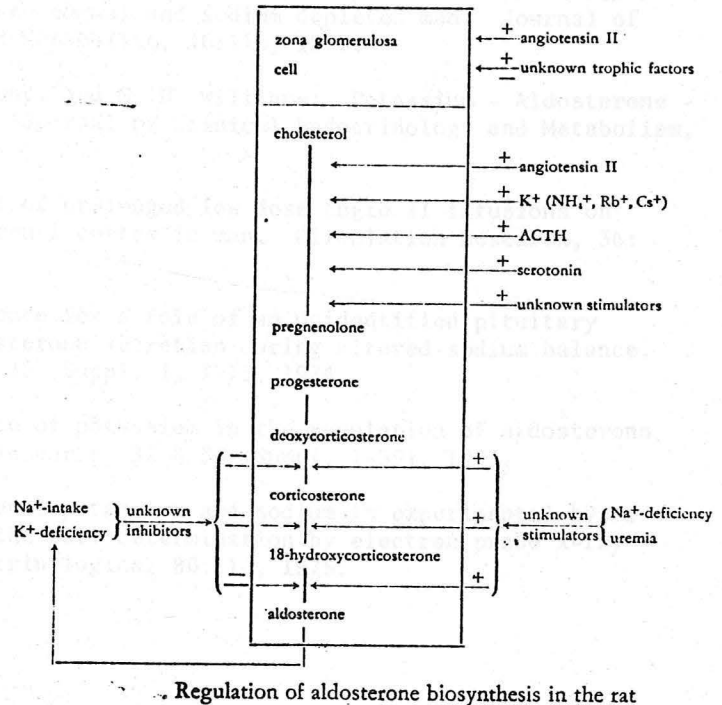 zona glomerulosa
cell
+ angiotensin II
+
− unknown trophic factors
cholesterol
+ angiotensin II
+ K+ (NH4+, Rb+, Cs+)
+ ACTH
+ serotonin
+ unknown stimulators
pregnenolone
progesterone
deoxycorticosterone
− +
corticosterone
Na+-intake
K+-deficiency } unknown
inhibitors
− +
unknown
stimulators { Na+-deficiency
uremia
18-hydroxycorticosterone
− +
aldosterone
Regulation of aldosterone biosynthesis in the rat